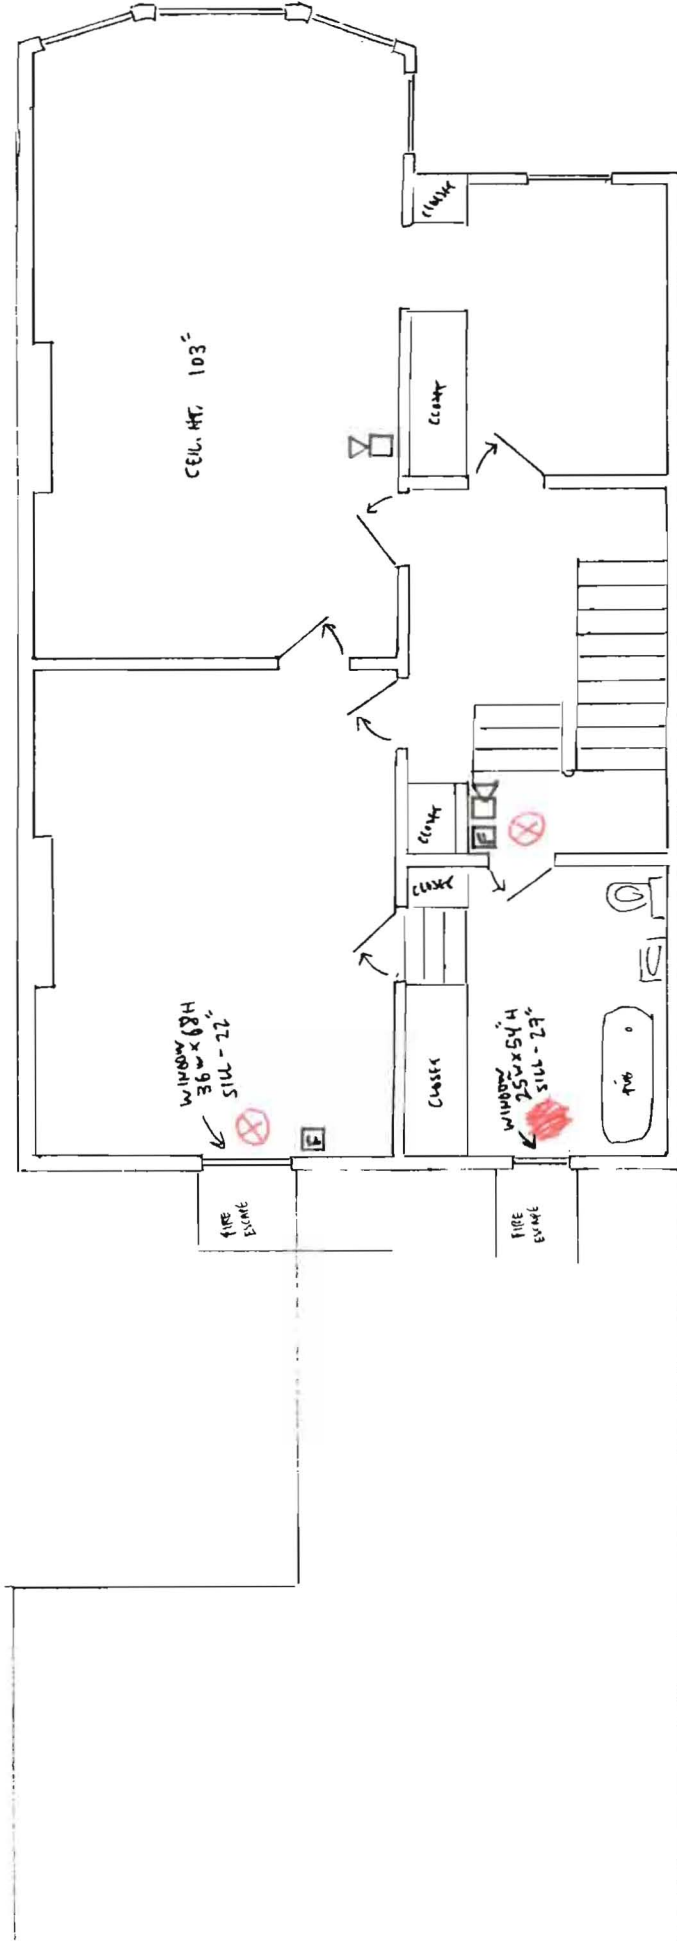 CEIL. HT. 103"
CLOSET
CLOSET
CLOSET
CLOSET
CLOSET
WINDOW
36 W x 68 H
SILL - 22"
WINDOW
25 W x 54" H
SILL - 27"
TUB
F
F
FIRE
ESCAPE
FIRE
ESCAPE